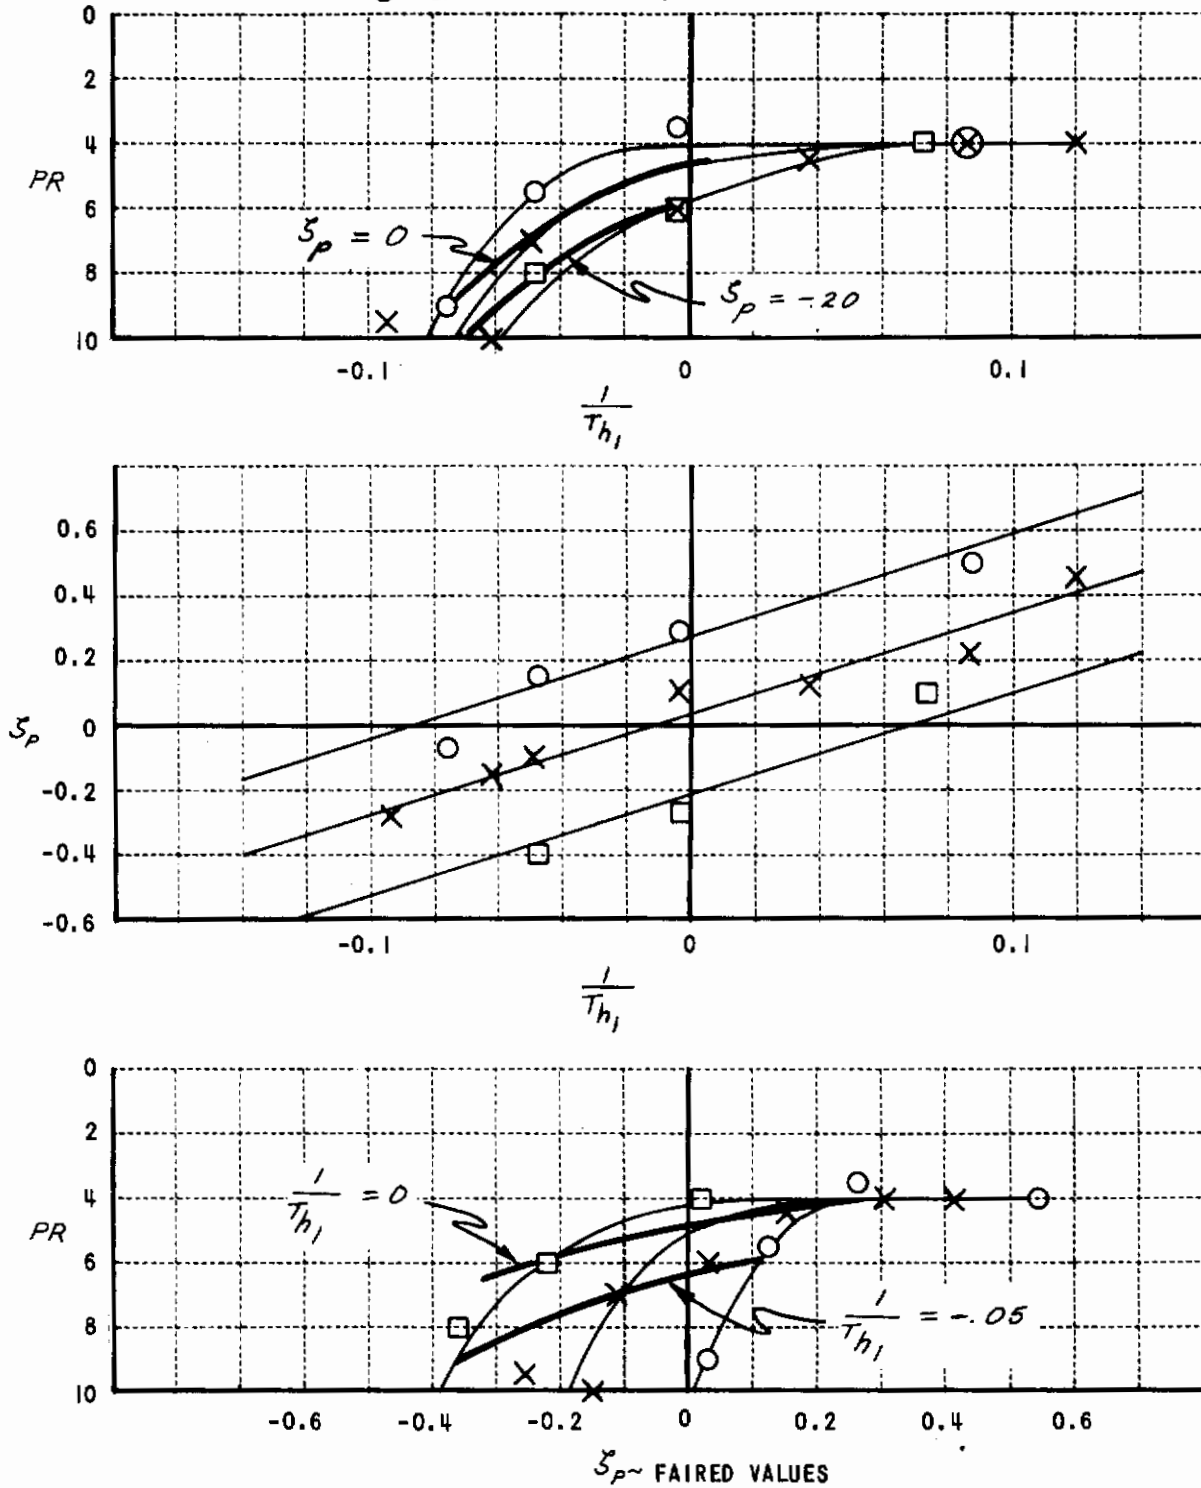 0
2
4
PR
6
8
10
ζp = 0
ζp = -.20
-0.1 0 0.1
1/Th1
0.6
0.4
0.2
0
ζp
-0.2
-0.4
-0.6
-0.1 0 0.1
1/Th1
0
2
4
PR
6
8
10
1/Th1 = 0
1/Th1 = -.05
-0.6 -0.4 -0.2 0 0.2 0.4 0.6
ζp~ FAIRED VALUES